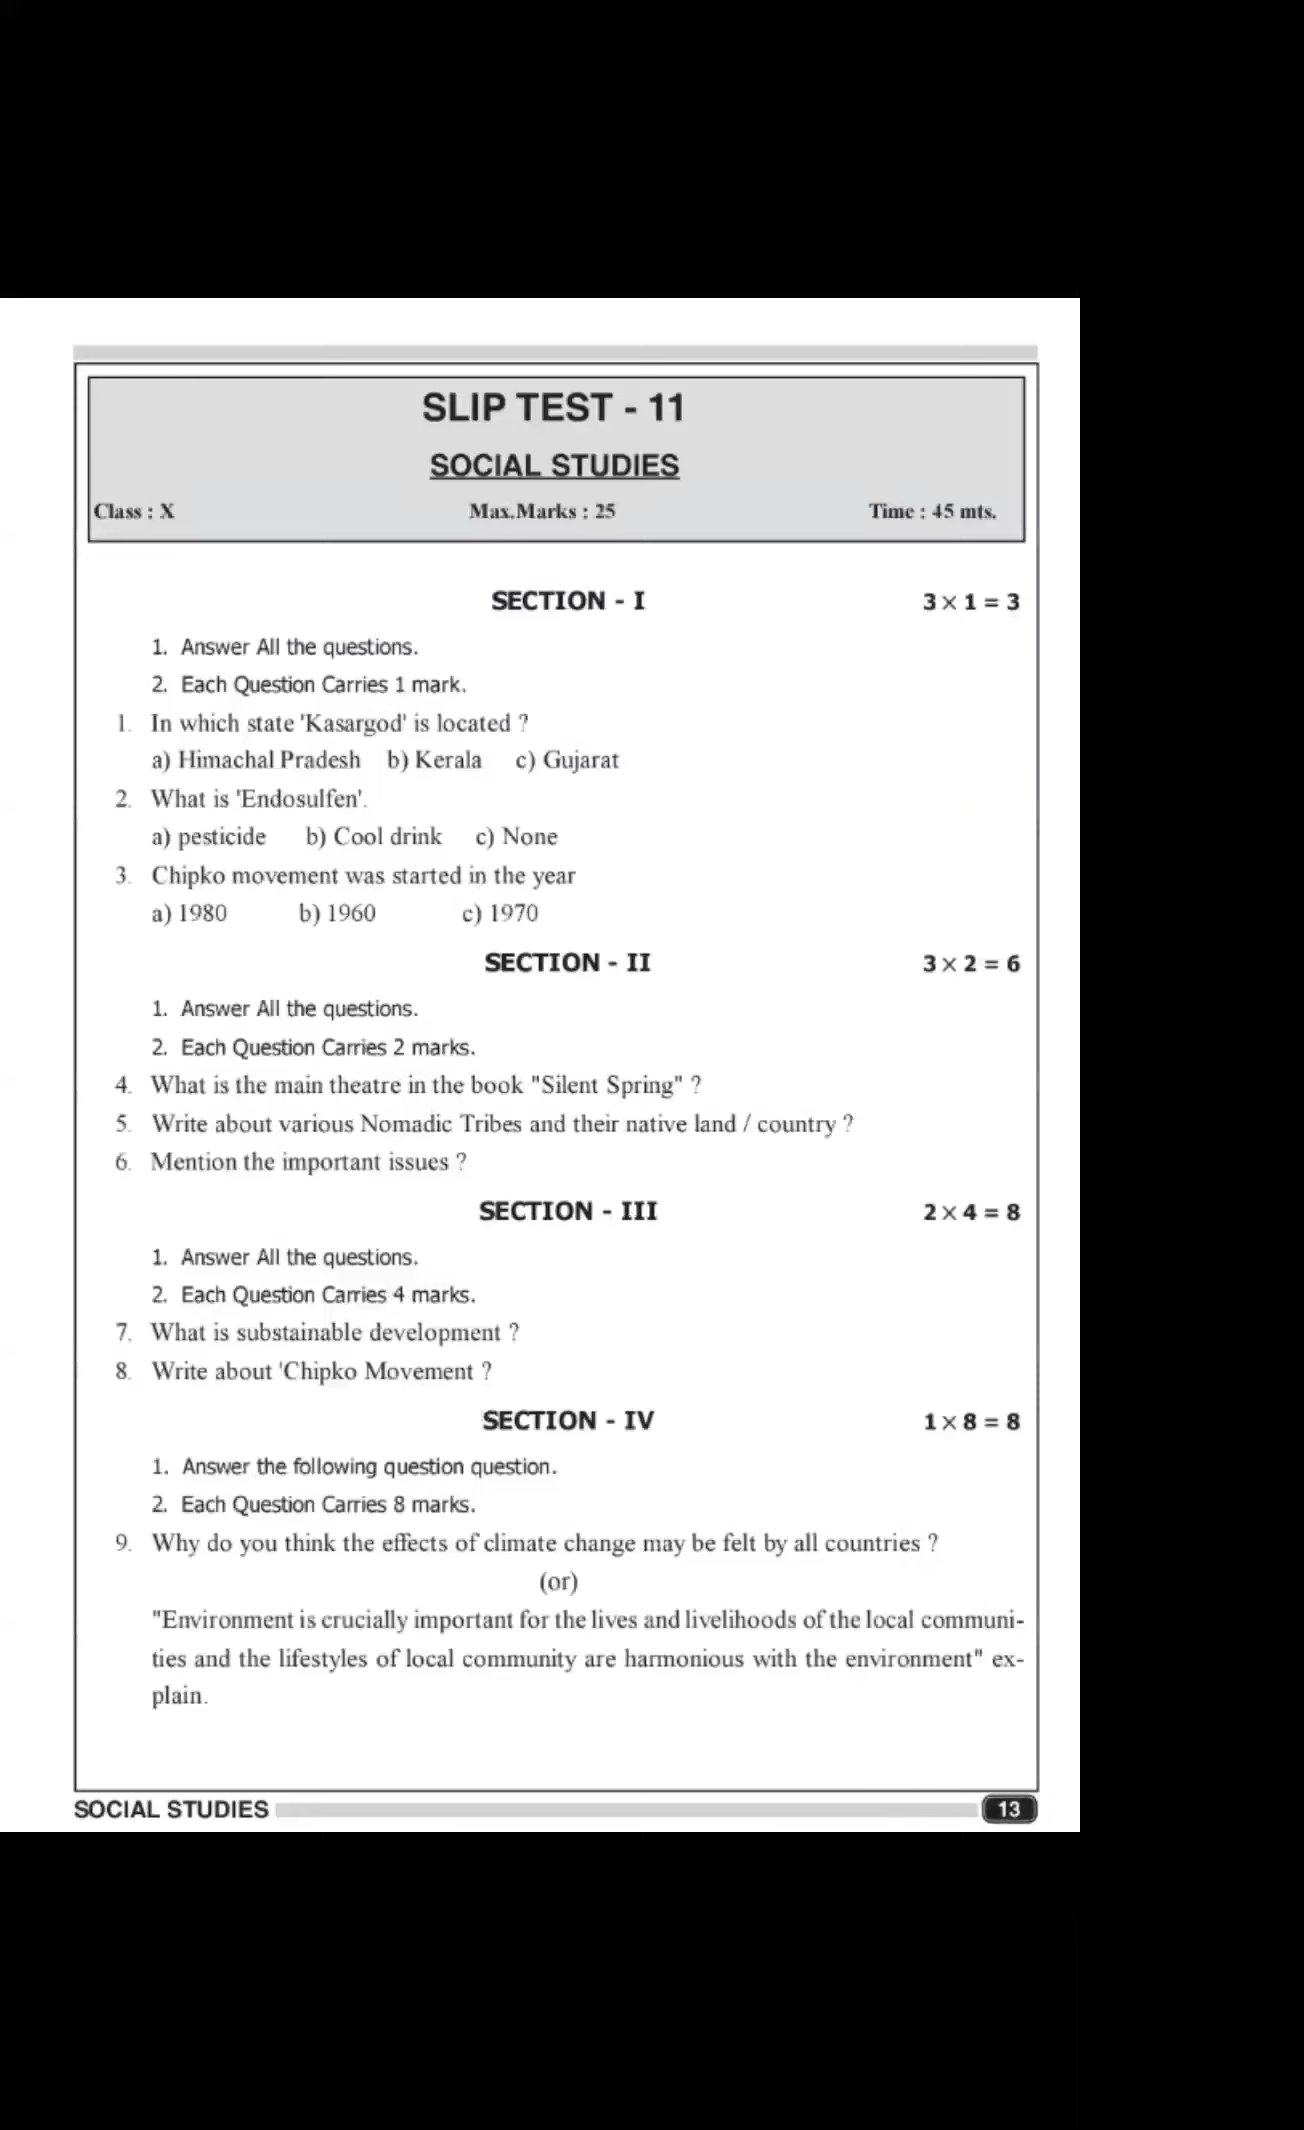 SLIP TEST - 11
SOCIAL STUDIES
Class : X Max.Marks : 25 Time : 45 mts.
SECTION - I 3 × 1 = 3
1. Answer All the questions.
2. Each Question Carries 1 mark.
1. In which state 'Kasargod' is located ?
a) Himachal Pradesh b) Kerala c) Gujarat
2. What is 'Endosulfen'.
a) pesticide b) Cool drink c) None
3. Chipko movement was started in the year
a) 1980 b) 1960 c) 1970
SECTION - II 3 × 2 = 6
1. Answer All the questions.
2. Each Question Carries 2 marks.
4. What is the main theatre in the book "Silent Spring" ?
5. Write about various Nomadic Tribes and their native land / country ?
6. Mention the important issues ?
SECTION - III 2 × 4 = 8
1. Answer All the questions.
2. Each Question Carries 4 marks.
7. What is substainable development ?
8. Write about 'Chipko Movement ?
SECTION - IV 1 × 8 = 8
1. Answer the following question question.
2. Each Question Carries 8 marks.
9. Why do you think the effects of climate change may be felt by all countries ?
(or)
"Environment is crucially important for the lives and livelihoods of the local communi-
ties and the lifestyles of local community are harmonious with the environment" ex-
plain.
SOCIAL STUDIES 13